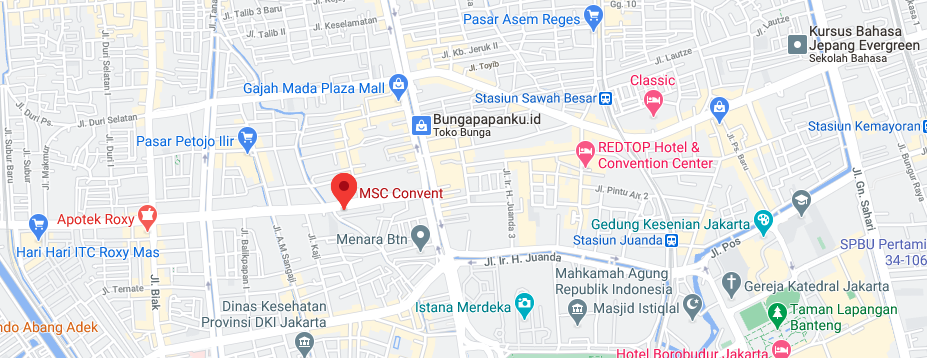 Jl. Talib 3 Barat
Jl. Keselamatan
Jl. Talib II
Gg. 10
Pasar Asem Reges
Kursus Bahasa
Jepang Evergreen
Sekolah Bahasa
Jl. Kb. Jeruk II
Jl. Lautze
Jl. Lautze
Jl. Toyib
Jl. Duri Selatan I
Classic
Gajah Mada Plaza Mall
Stasiun Sawah Besar
Jl. Duri Ps.
Jl. Duri Selatan
Bungapapanku.id
Toko Bunga
Stasiun Kemayoran
Pasar Petojo Ilir
Jl. Subur Baru
Jl. Makmur
REDTOP Hotel &
Convention Center
Jl. Ps. Baru
Jl. Bungur Raya
MSC Convent
Jl. Ir. H. Juanda 3
Jl. Pintu Air 2
Jl. Gn. Sahari
Apotek Roxy
Gedung Kesenian Jakarta
Hari Hari ITC Roxy Mas
Menara Btn
Stasiun Juanda
Jl. Pos
SPBU Pertami
34-106
Jl. Balikpapan I
Jl. A.M.Sangaji
Jl. Kaji
Jl. Ir. H. Juanda
Jl. Biak
Jl. Ternate
Mahkamah Agung
Republik Indonesia
Gereja Katedral Jakarta
Dinas Kesehatan
Provinsi DKI Jakarta
Istana Merdeka
Masjid Istiqlal
Taman Lapangan
Banteng
ndo Abang Adek
Hotel Borobudur Jakarta